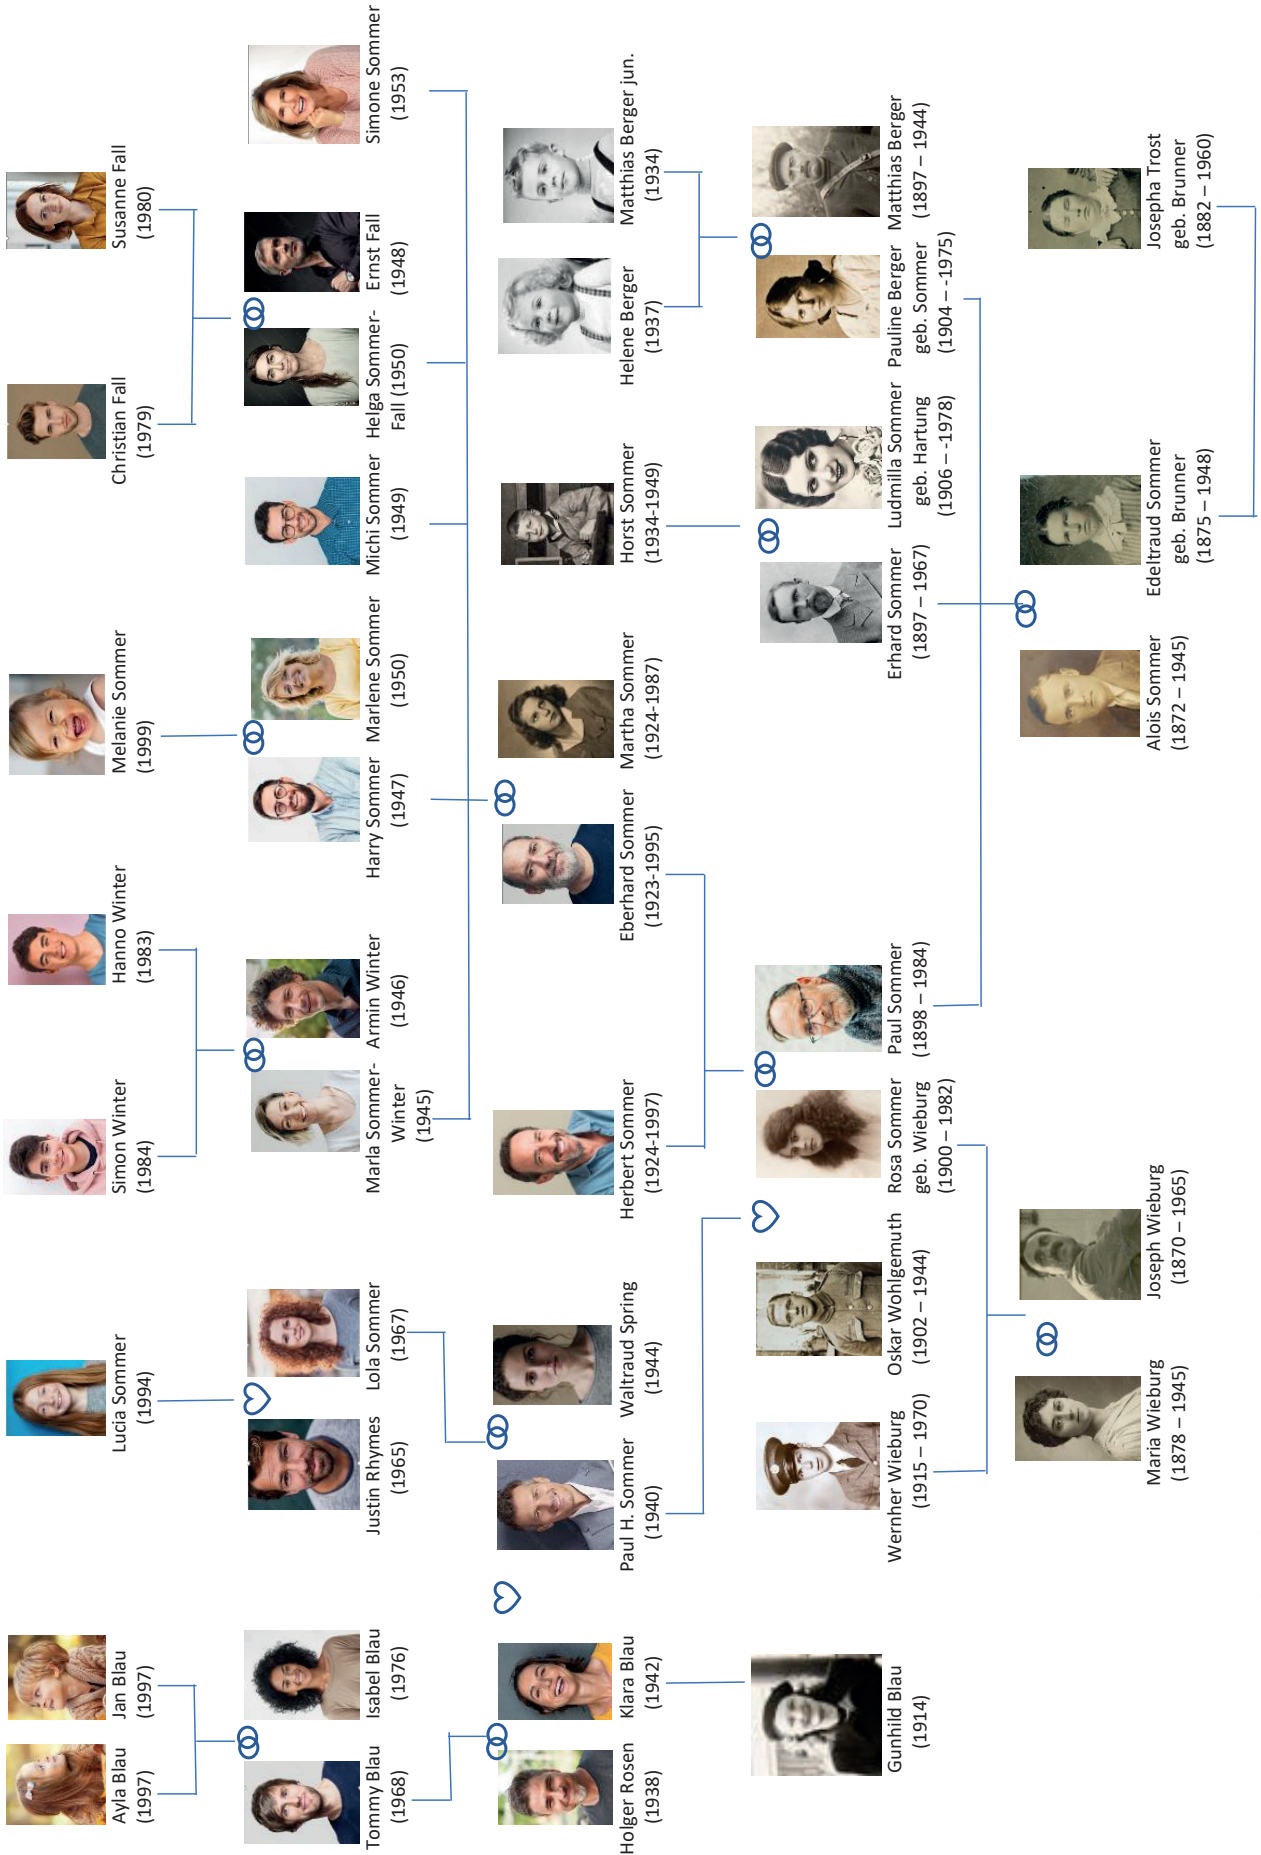 Ayla Blau
(1997)
Jan Blau
(1997)
Lucia Sommer
(1994)
Simon Winter
(1984)
Hanno Winter
(1983)
Melanie Sommer
(1999)
Christian Fall
(1979)
Susanne Fall
(1980)
Tommy Blau
(1968)
Isabel Blau
(1976)
Justin Rhymes
(1965)
Lola Sommer
(1967)
Marla Sommer-
Winter
(1945)
Armin Winter
(1946)
Harry Sommer
(1947)
Marlene Sommer
(1950)
Michi Sommer
(1949)
Helga Sommer-
Fall (1950)
Ernst Fall
(1948)
Simone Sommer
(1953)
Holger Rosen
(1938)
Klara Blau
(1942)
Paul H. Sommer
(1940)
Waltraud Spring
(1944)
Herbert Sommer
(1924-1997)
Eberhard Sommer
(1923-1995)
Martha Sommer
(1924-1987)
Horst Sommer
(1934-1949)
Helene Berger
(1937)
Matthias Berger jun.
(1934)
Gunhild Blau
(1914)
Wernher Wieburg
(1915 – 1970)
Oskar Wohlgemuth
(1902 – 1944)
Rosa Sommer
geb. Wieburg
(1900 – 1982)
Paul Sommer
(1898 – 1984)
Erhard Sommer
(1897 – 1967)
Ludmilla Sommer
geb. Hartung
(1906 – -1978)
Pauline Berger
geb. Sommer
(1904 – -1975)
Matthias Berger
(1897 – 1944)
Maria Wieburg
(1878 – 1945)
Joseph Wieburg
(1870 – 1965)
Alois Sommer
(1872 – 1945)
Edeltraud Sommer
geb. Brunner
(1875 – 1948)
Josepha Trost
geb. Brunner
(1882 – 1960)